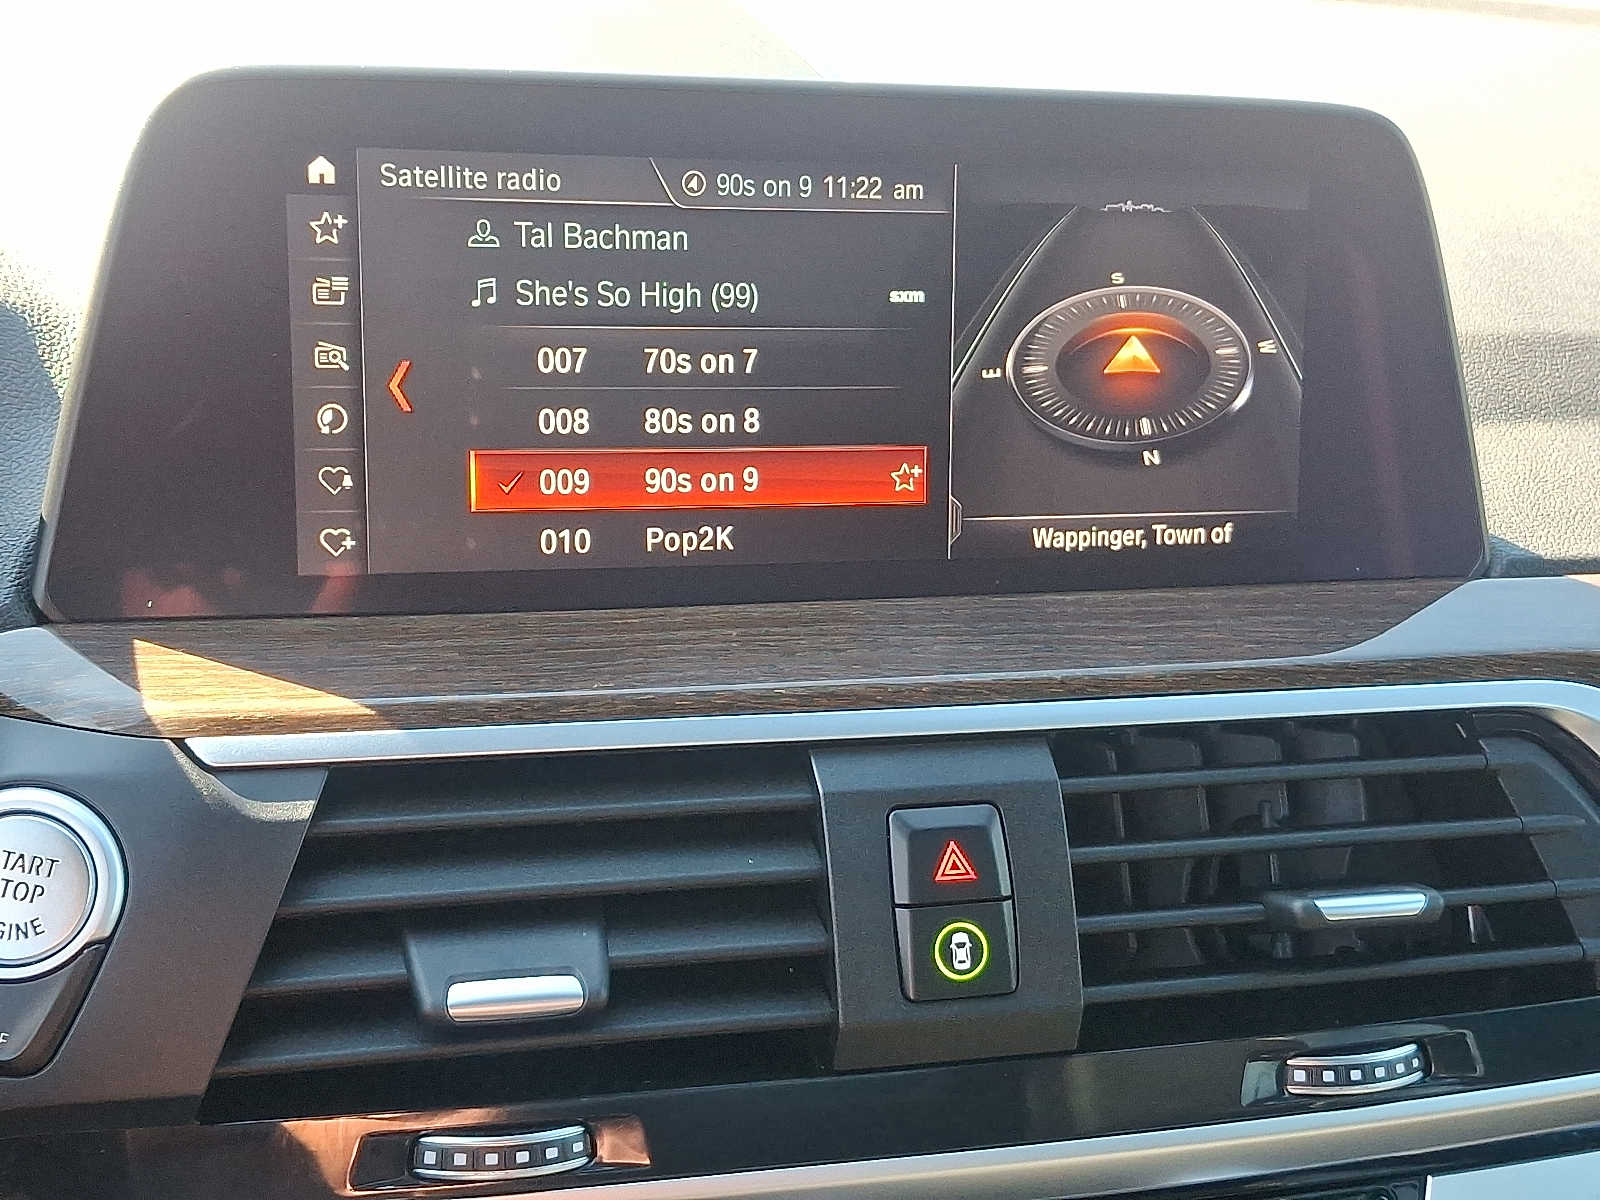 Satellite radio
90s on 9 11:22 am
Tal Bachman
She's So High (99)
sxm
007 70s on 7
008 80s on 8
009 90s on 9
010 Pop2K
S
E
W
N
Wappinger, Town of
TART
TOP
GINE